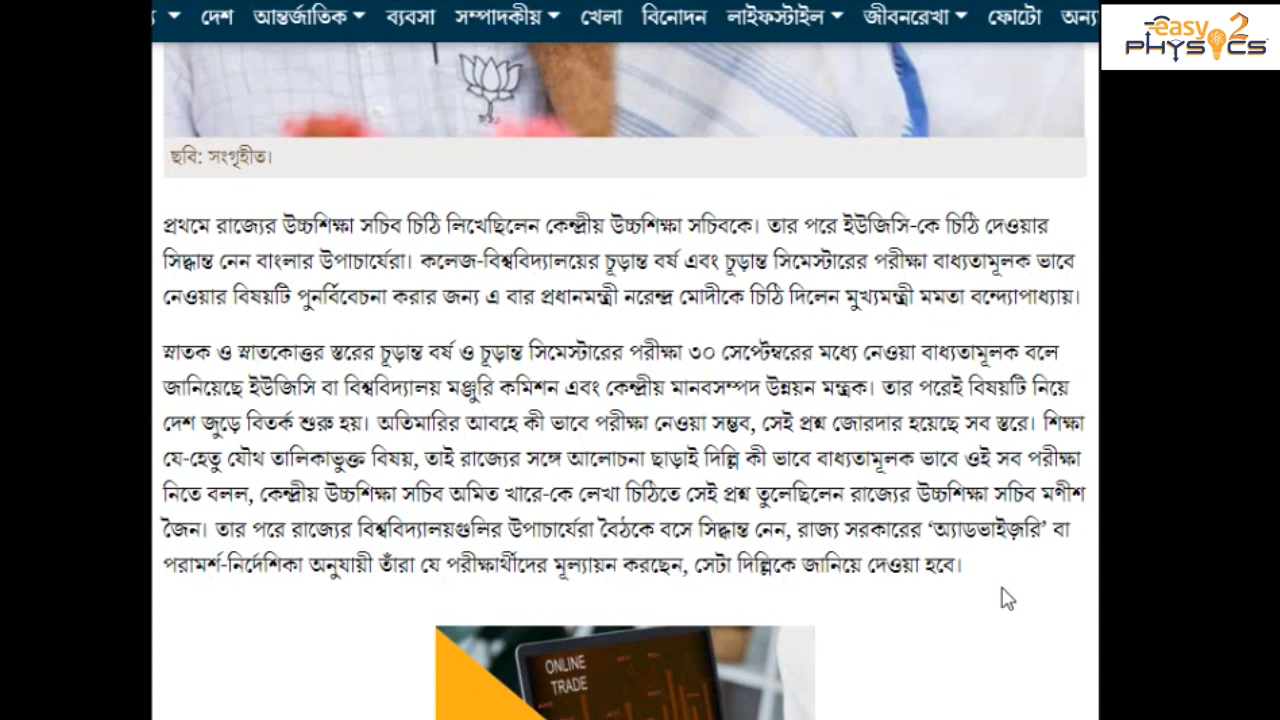 দেশ আন্তর্জাতিক ব্যবসা সম্পাদকীয় খেলা বিনোদন লাইফস্টাইল জীবনরেখা ফোটো অন্য
easy 2
PHYSICS
ছবি: সংগৃহীত।
প্রথমে রাজ্যের উচ্চশিক্ষা সচিব চিঠি লিখেছিলেন কেন্দ্রীয় উচ্চশিক্ষা সচিবকে। তার পরে ইউজিসি-কে চিঠি দেওয়ার
সিদ্ধান্ত নেন বাংলার উপাচার্যেরা। কলেজ-বিশ্ববিদ্যালয়ের চূড়ান্ত বর্ষ এবং চূড়ান্ত সিমেস্টারের পরীক্ষা বাধ্যতামূলক ভাবে
নেওয়ার বিষয়টি পুনর্বিবেচনা করার জন্য এ বার প্রধানমন্ত্রী নরেন্দ্র মোদীকে চিঠি দিলেন মুখ্যমন্ত্রী মমতা বন্দ্যোপাধ্যায়।
স্নাতক ও স্নাতকোত্তর স্তরের চূড়ান্ত বর্ষ ও চূড়ান্ত সিমেস্টারের পরীক্ষা ৩০ সেপ্টেম্বরের মধ্যে নেওয়া বাধ্যতামূলক বলে
জানিয়েছে ইউজিসি বা বিশ্ববিদ্যালয় মঞ্জুরি কমিশন এবং কেন্দ্রীয় মানবসম্পদ উন্নয়ন মন্ত্রক। তার পরেই বিষয়টি নিয়ে
দেশ জুড়ে বিতর্ক শুরু হয়। অতিমারির আবহে কী ভাবে পরীক্ষা নেওয়া সম্ভব, সেই প্রশ্ন জোরদার হয়েছে সব স্তরে। শিক্ষা
যে-হেতু যৌথ তালিকাভুক্ত বিষয়, তাই রাজ্যের সঙ্গে আলোচনা ছাড়াই দিল্লি কী ভাবে বাধ্যতামূলক ভাবে ওই সব পরীক্ষা
নিতে বলল, কেন্দ্রীয় উচ্চশিক্ষা সচিব অমিত খারে-কে লেখা চিঠিতে সেই প্রশ্ন তুলেছিলেন রাজ্যের উচ্চশিক্ষা সচিব মণীশ
জৈন। তার পরে রাজ্যের বিশ্ববিদ্যালয়গুলির উপাচার্যেরা বৈঠকে বসে সিদ্ধান্ত নেন, রাজ্য সরকারের ‘অ্যাডভাইজ়রি’ বা
পরামর্শ-নির্দেশিকা অনুযায়ী তাঁরা যে পরীক্ষার্থীদের মূল্যায়ন করছেন, সেটা দিল্লিকে জানিয়ে দেওয়া হবে।
ONLINE
TRADE